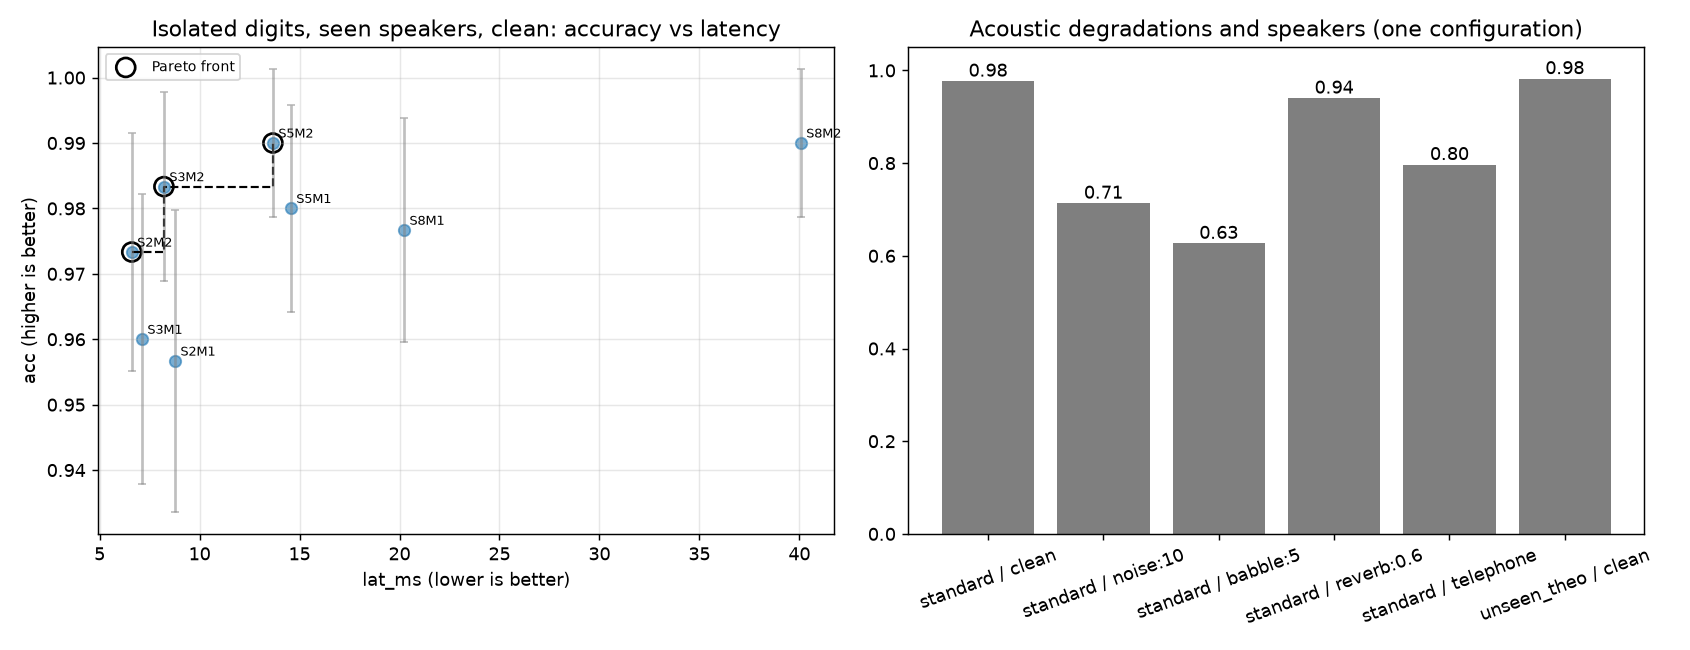 Isolated digits, seen speakers, clean: accuracy vs latency
Pareto front
1.00
0.99
0.98
0.97
0.96
0.95
0.94
acc (higher is better)
S5M2
S8M2
S3M2
S5M1
S8M1
S2M2
S3M1
S2M1
5
10
15
20
25
30
35
40
lat_ms (lower is better)
Acoustic degradations and speakers (one configuration)
1.0
0.8
0.6
0.4
0.2
0.0
0.98
0.71
0.63
0.94
0.80
0.98
standard / clean
standard / noise:10
standard / babble:5
standard / reverb:0.6
standard / telephone
unseen_theo / clean